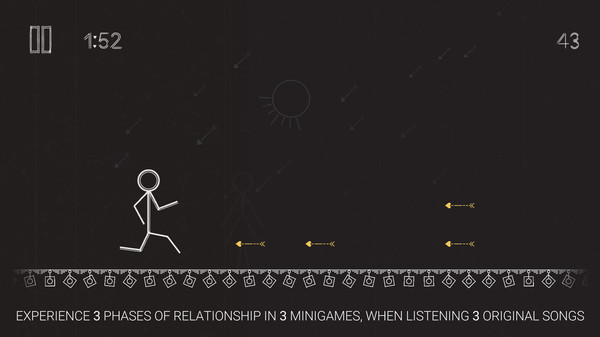 1:52
43
EXPERIENCE 3 PHASES OF RELATIONSHIP IN 3 MINIGAMES, WHEN LISTENING 3 ORIGINAL SONGS